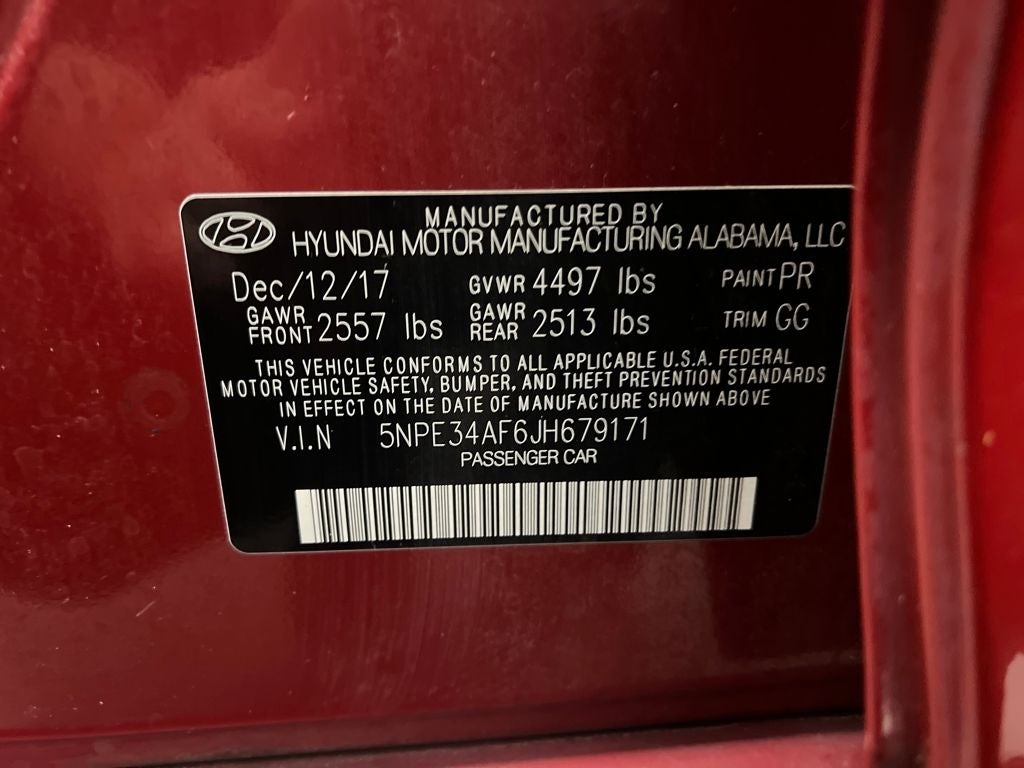 MANUFACTURED BY
HYUNDAI MOTOR MANUFACTURING ALABAMA, LLC
Dec/12/17 GVWR 4497 lbs PAINT PR
GAWR FRONT 2557 lbs GAWR REAR 2513 lbs TRIM GG
THIS VEHICLE CONFORMS TO ALL APPLICABLE U.S.A. FEDERAL
MOTOR VEHICLE SAFETY, BUMPER, AND THEFT PREVENTION STANDARDS
IN EFFECT ON THE DATE OF MANUFACTURE SHOWN ABOVE
V.I.N 5NPE34AF6JH679171
PASSENGER CAR